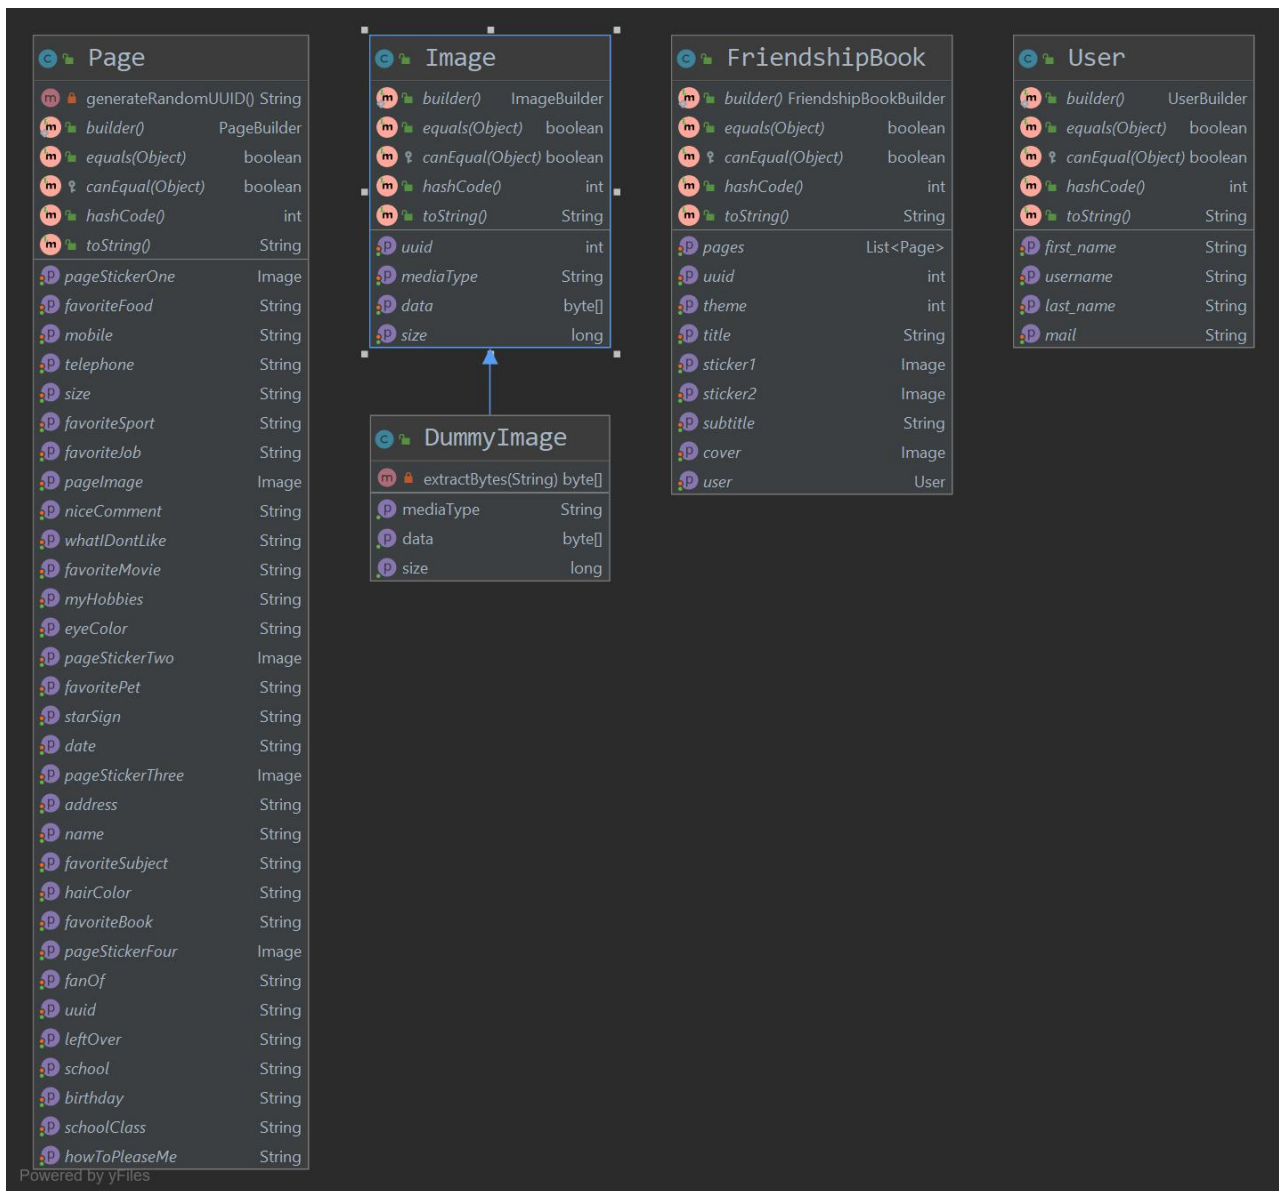 Page
generateRandomUUID() String
builder() PageBuilder
equals(Object) boolean
canEqual(Object) boolean
hashCode() int
toString() String
pageStickerOne Image
favoriteFood String
mobile String
telephone String
size String
favoriteSport String
favoriteJob String
pageImage Image
niceComment String
whatIDontLike String
favoriteMovie String
myHobbies String
eyeColor String
pageStickerTwo Image
favoritePet String
starSign String
date String
pageStickerThree Image
address String
name String
favoriteSubject String
hairColor String
favoriteBook String
pageStickerFour Image
fanOf String
uuid String
leftOver String
school String
birthday String
schoolClass String
howToPleaseMe String
Powered by yFiles
Image
builder() ImageBuilder
equals(Object) boolean
canEqual(Object) boolean
hashCode() int
toString() String
uuid int
mediaType String
data byte[]
size long
DummyImage
extractBytes(String) byte[]
mediaType String
data byte[]
size long
FriendshipBook
builder() FriendshipBookBuilder
equals(Object) boolean
canEqual(Object) boolean
hashCode() int
toString() String
pages List<Page>
uuid int
theme int
title String
sticker1 Image
sticker2 Image
subtitle String
cover Image
user User
User
builder() UserBuilder
equals(Object) boolean
canEqual(Object) boolean
hashCode() int
toString() String
first_name String
username String
last_name String
mail String